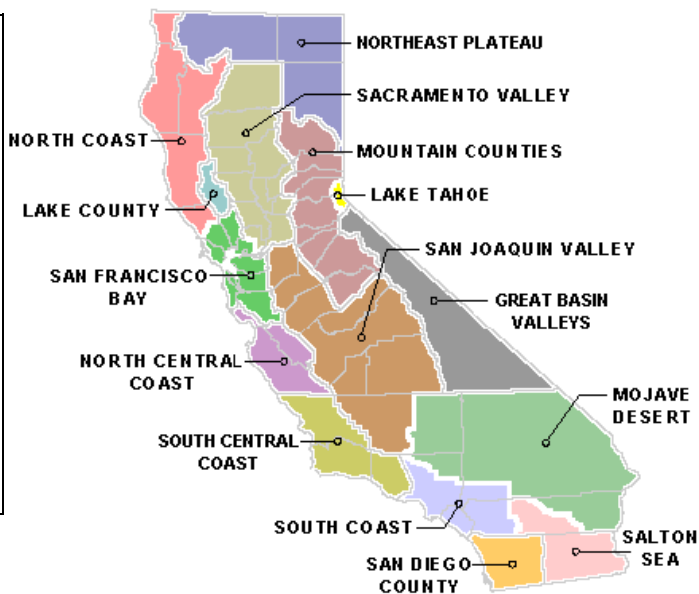 NORTHEAST PLATEAU
SACRAMENTO VALLEY
NORTH COAST
MOUNTAIN COUNTIES
LAKE TAHOE
LAKE COUNTY
SAN JOAQUIN VALLEY
SAN FRANCISCO
BAY
GREAT BASIN
VALLEYS
NORTH CENTRAL
COAST
MOJAVE
DESERT
SOUTH CENTRAL
COAST
SOUTH COAST
SALTON
SEA
SAN DIEGO
COUNTY